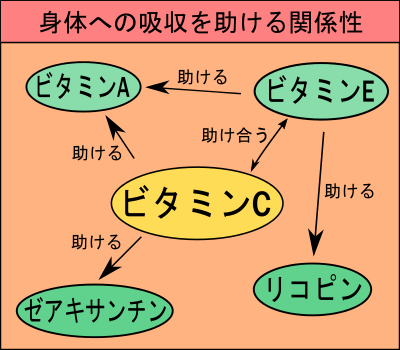 身体への吸収を助ける関係性
ビタミンA
助ける
ビタミンE
助ける
助け合う
助ける
ビタミンC
助ける
ゼアキサンチン
リコピン